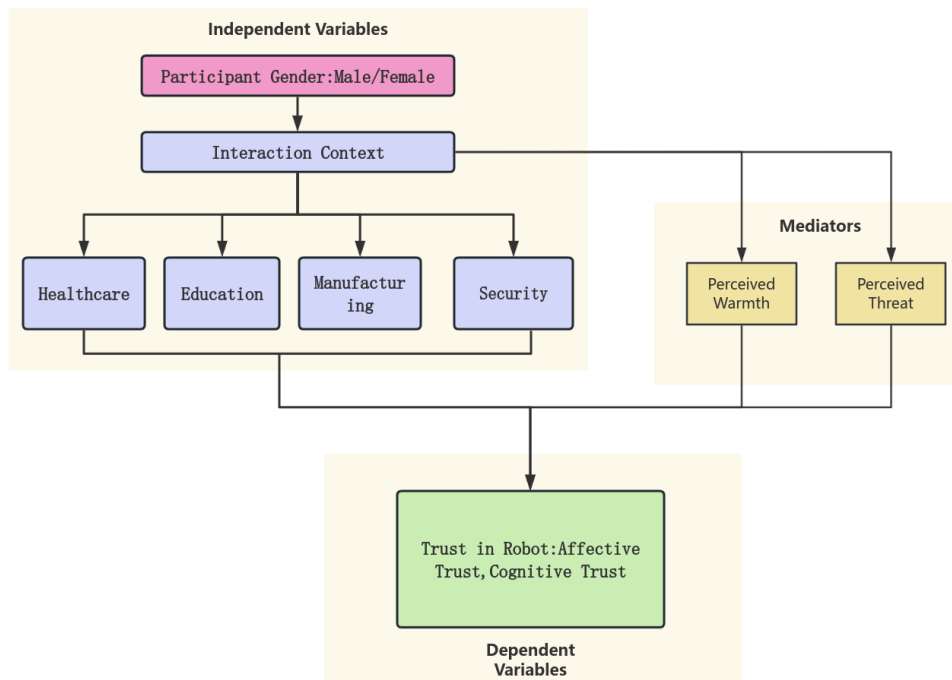 Independent Variables
Participant Gender:Male/Female
Interaction Context
Mediators
Healthcare
Education
Manufactur
ing
Security
Perceived
Warmth
Perceived
Threat
Trust in Robot:Affective
Trust,Cognitive Trust
Dependent
Variables